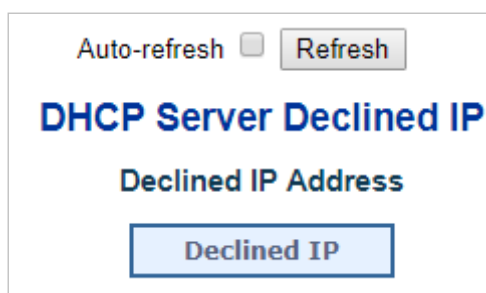 Auto-refresh Refresh
DHCP Server Declined IP
Declined IP Address
Declined IP